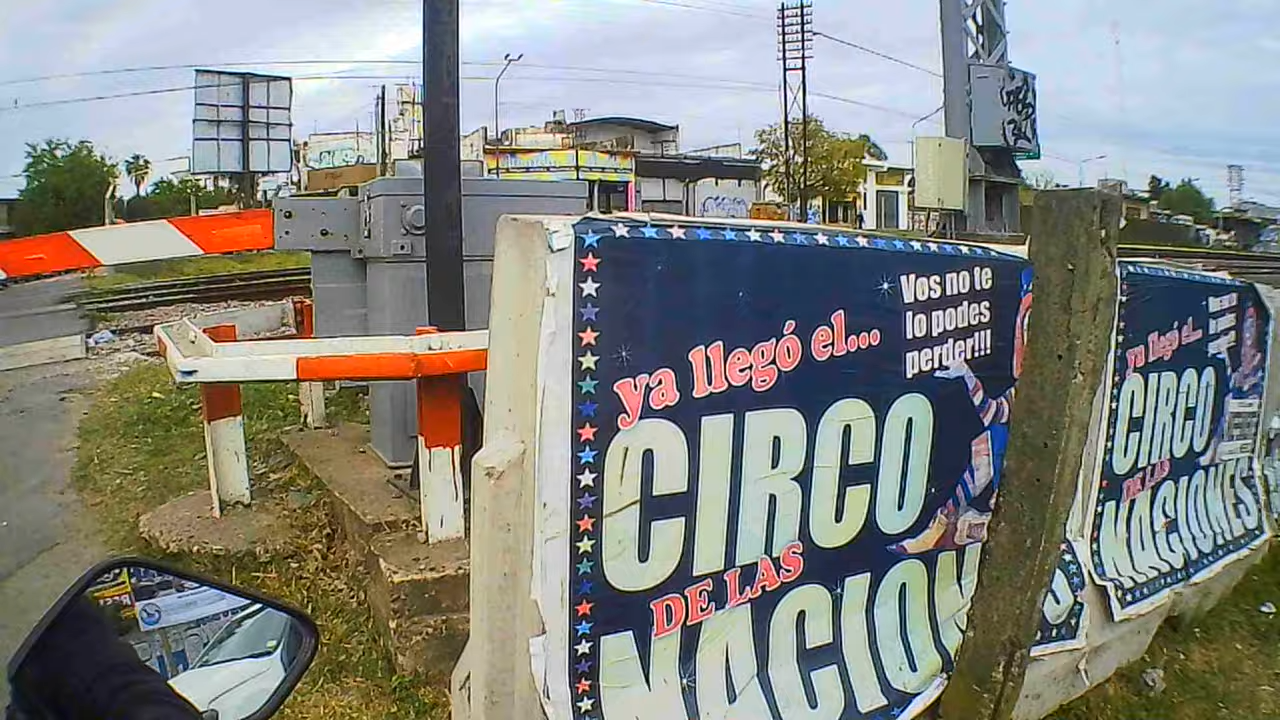 Vos no te
lo podes
perder!!!
ya llegó el...
CIRCO
DE LAS
NACION
ya llegó el...
CIRCO
DE LAS
NACIONES